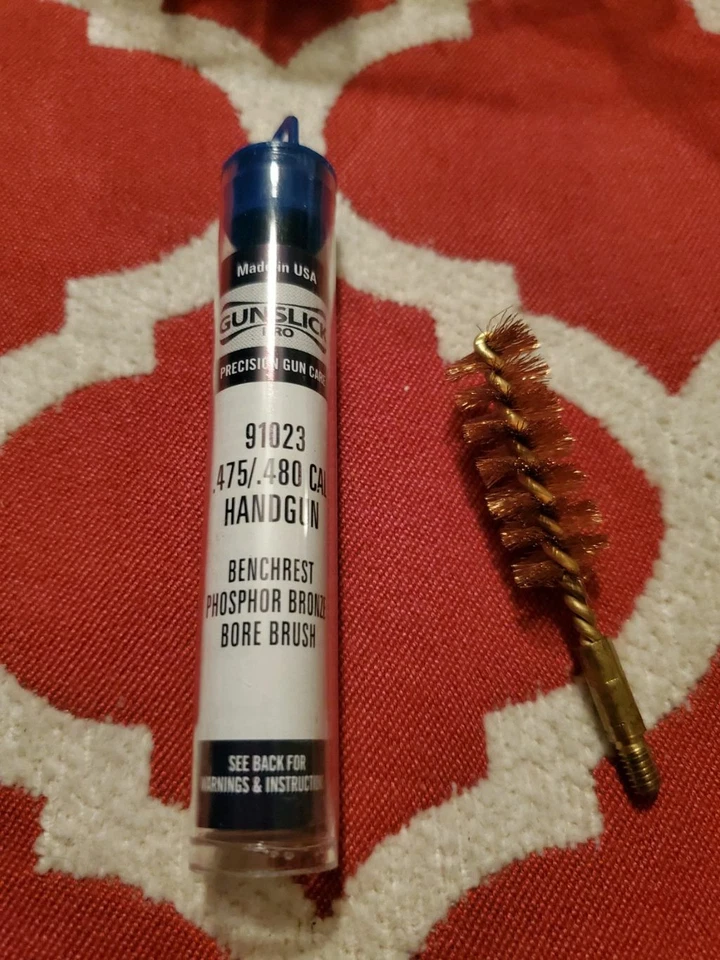 Made in USA
GUNSLICK
PRO
PRECISION GUN CARE
91023
.475/.480 CAL
HANDGUN
BENCHREST
PHOSPHOR BRONZE
BORE BRUSH
SEE BACK FOR
WARNINGS & INSTRUCTIONS